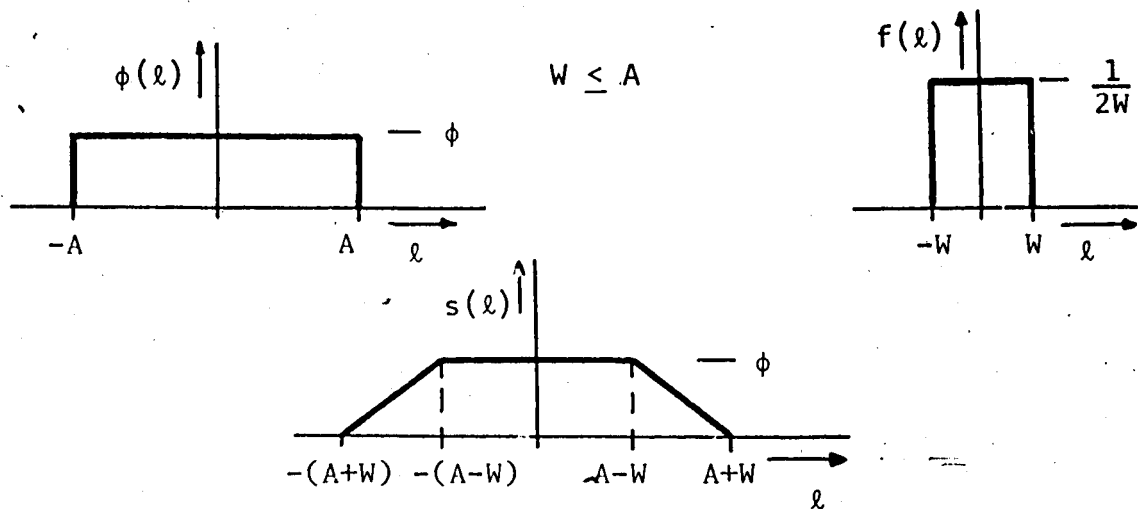 ϕ(ℓ)
W ≤ A
f(ℓ)
ϕ
1
2W
-A
A
ℓ
-W
W
ℓ
s(ℓ)
ϕ
-(A+W)
-(A-W)
A-W
A+W
ℓ